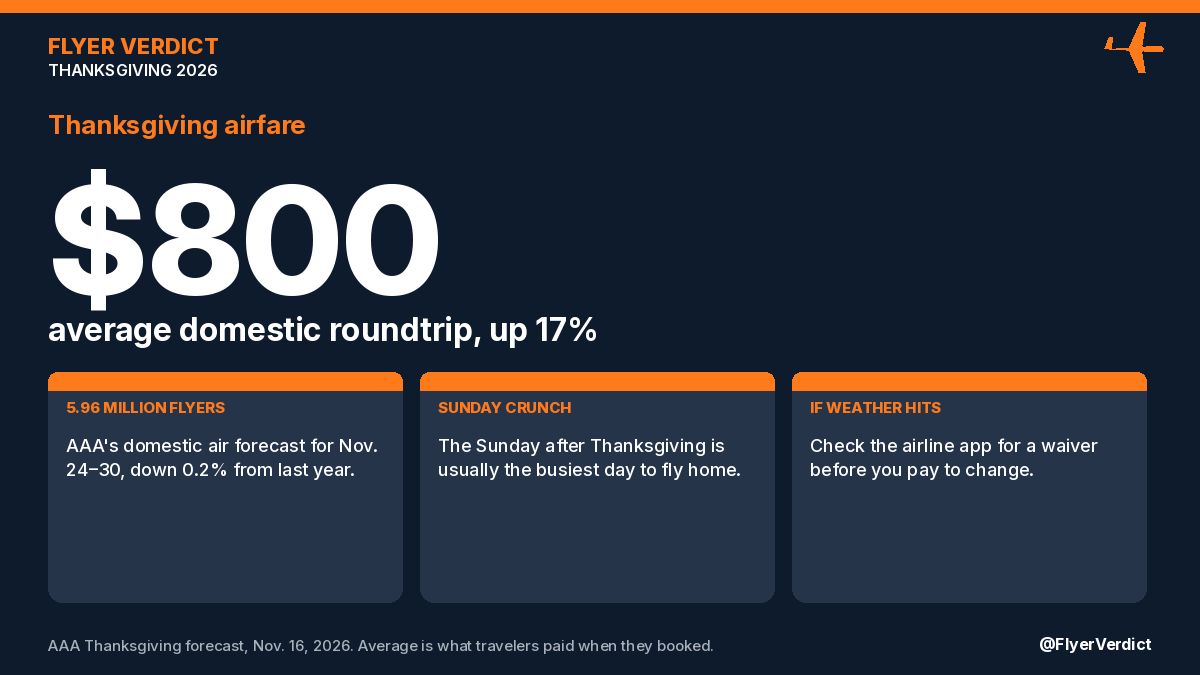 FLYER VERDICT
THANKSGIVING 2026
Thanksgiving airfare
$800
average domestic roundtrip, up 17%
5.96 MILLION FLYERS
AAA's domestic air forecast for Nov.
24–30, down 0.2% from last year.
SUNDAY CRUNCH
The Sunday after Thanksgiving is
usually the busiest day to fly home.
IF WEATHER HITS
Check the airline app for a waiver
before you pay to change.
AAA Thanksgiving forecast, Nov. 16, 2026. Average is what travelers paid when they booked.
@FlyerVerdict